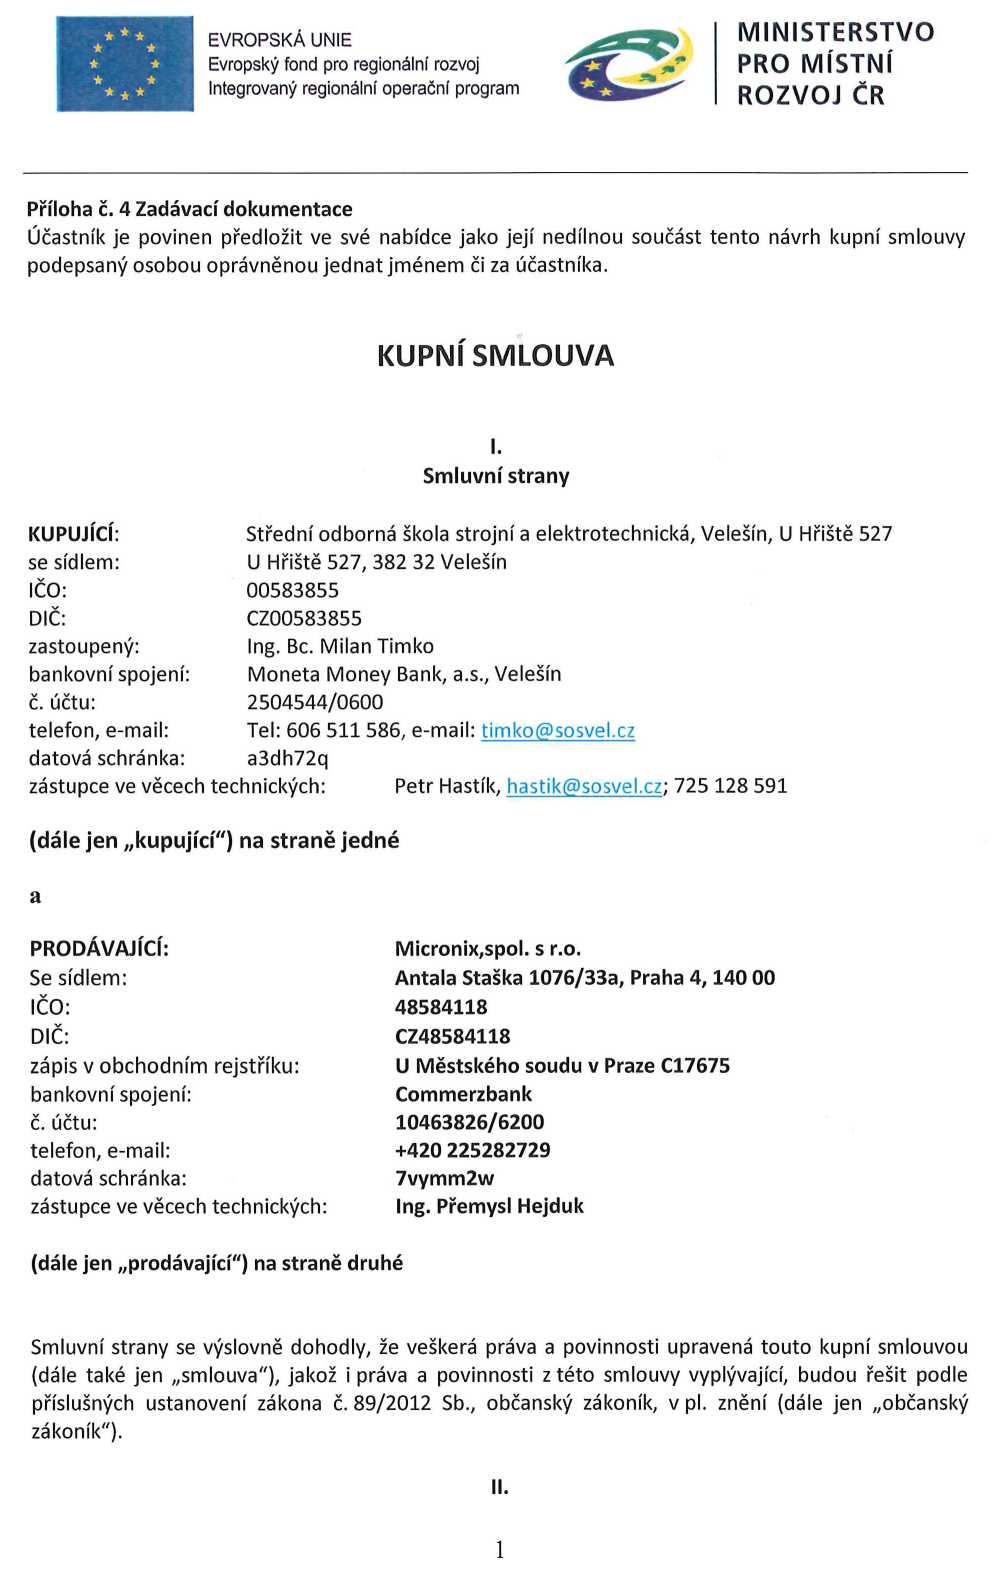 EVROPSKÁ UNIE
Evropský fond pro regionální rozvoj
Integrovaný regionální operační program
MINISTERSTVO
PRO MÍSTNÍ
ROZVOJ ČR
Příloha č. 4 Zadávací dokumentace
Účastník je povinen předložit ve své nabídce jako její nedílnou součást tento návrh kupní smlouvy
podepsaný osobou oprávněnou jednat jménem či za účastníka.
KUPNÍ SMLOUVA
I.
Smluvní strany
KUPUJÍCÍ: Střední odborná škola strojní a elektrotechnická, Velešín, U Hřiště 527
se sídlem: U Hřiště 527, 382 32 Velešín
IČO: 00583855
DIČ: CZ00583855
zastoupený: Ing. Bc. Milan Timko
bankovní spojení: Moneta Money Bank, a.s., Velešín
č. účtu: 2504544/0600
telefon, e-mail: Tel: 606 511 586, e-mail: timko@sosvel.cz
datová schránka: a3dh72q
zástupce ve věcech technických: Petr Hastík, hastik@sosvel.cz; 725 128 591
(dále jen „kupující“) na straně jedné
a
PRODÁVAJÍCÍ: Micronix,spol. s r.o.
Se sídlem: Antala Staška 1076/33a, Praha 4, 140 00
IČO: 48584118
DIČ: CZ48584118
zápis v obchodním rejstříku: U Městského soudu v Praze C17675
bankovní spojení: Commerzbank
č. účtu: 10463826/6200
telefon, e-mail: +420 225282729
datová schránka: 7vymm2w
zástupce ve věcech technických: Ing. Přemysl Hejduk
(dále jen „prodávající“) na straně druhé
Smluvní strany se výslovně dohodly, že veškerá práva a povinnosti upravená touto kupní smlouvou
(dále také jen „smlouva“), jakož i práva a povinnosti z této smlouvy vyplývající, budou řešit podle
příslušných ustanovení zákona č. 89/2012 Sb., občanský zákoník, v pl. znění (dále jen „občanský
zákoník“).
II.
1